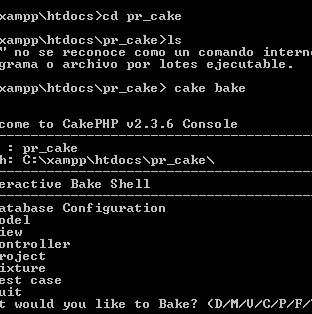 xampp\htdocs>cd pr_cake
xampp\htdocs\pr_cake>ls
" no se reconoce como un comando intern
grama o archivo por lotes ejecutable.
xampp\htdocs\pr_cake> cake bake
come to CakePHP v2.3.6 Console
: pr_cake
h: C:\xampp\htdocs\pr_cake\
eractive Bake Shell
atabase Configuration
odel
iew
ontroller
roject
ixture
est case
uit
t would you like to Bake? (D/M/V/C/P/F/